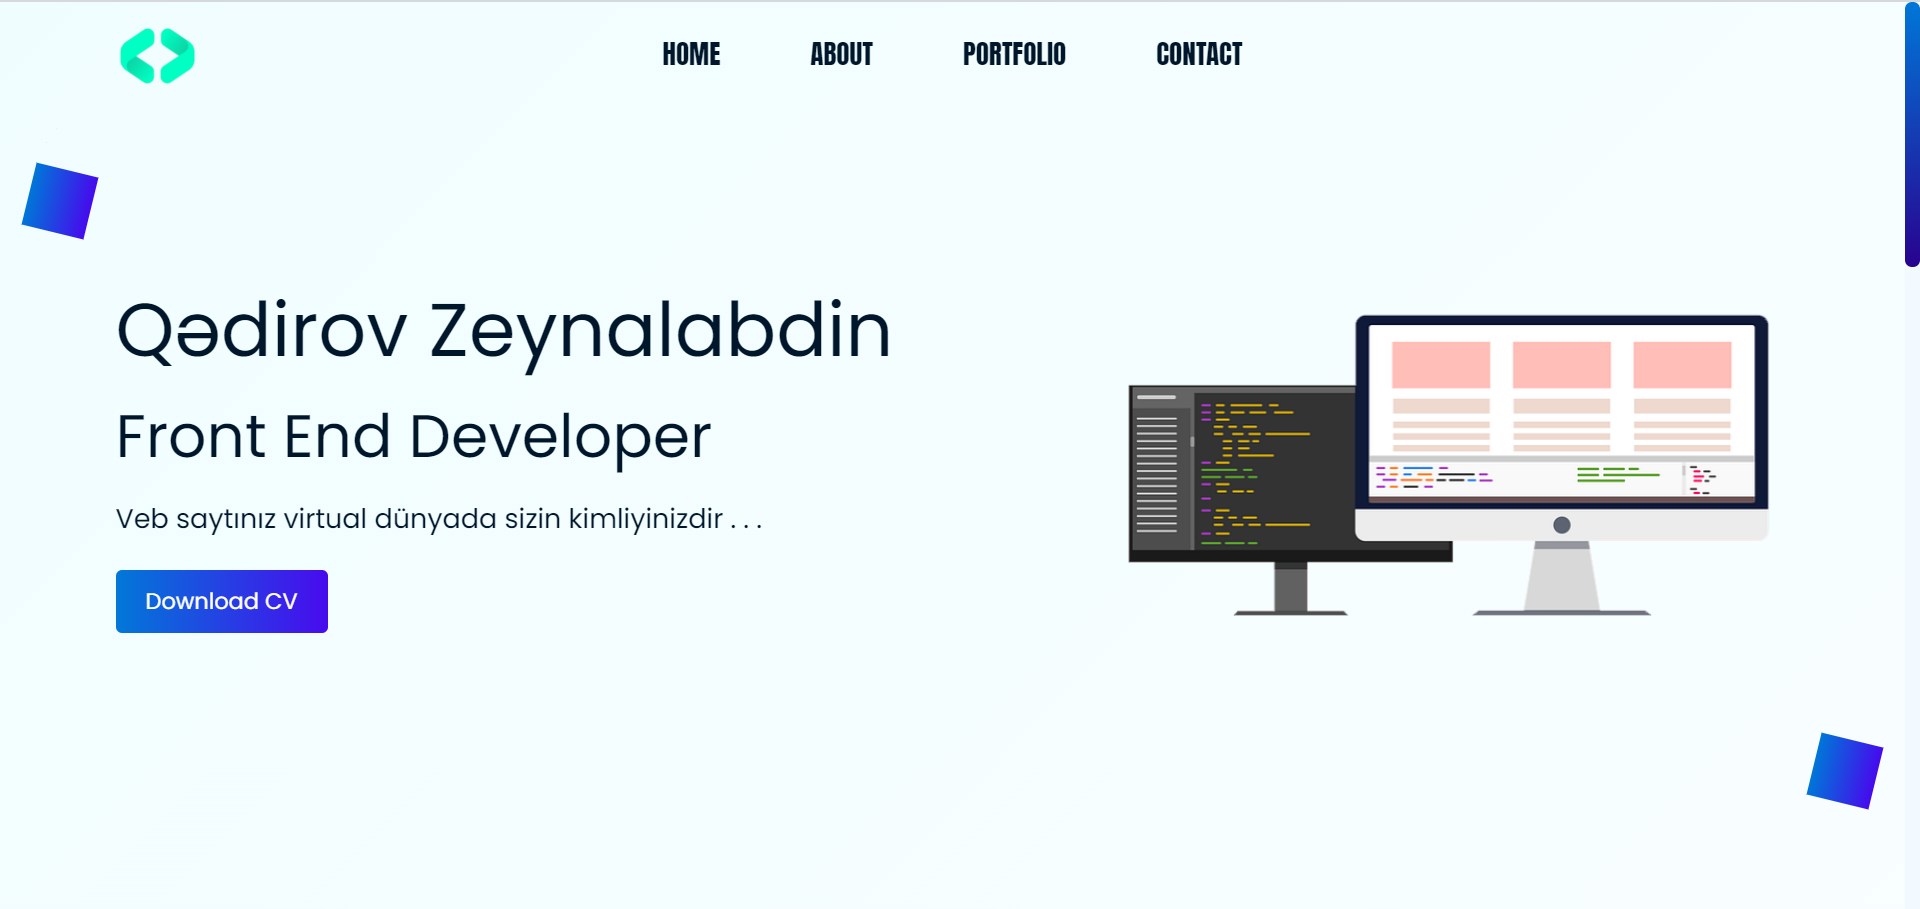 HOME ABOUT PORTFOLIO CONTACT
Qədirov Zeynalabdin
Front End Developer
Veb saytınız virtual dünyada sizin kimliyinizdir . . .
Download CV